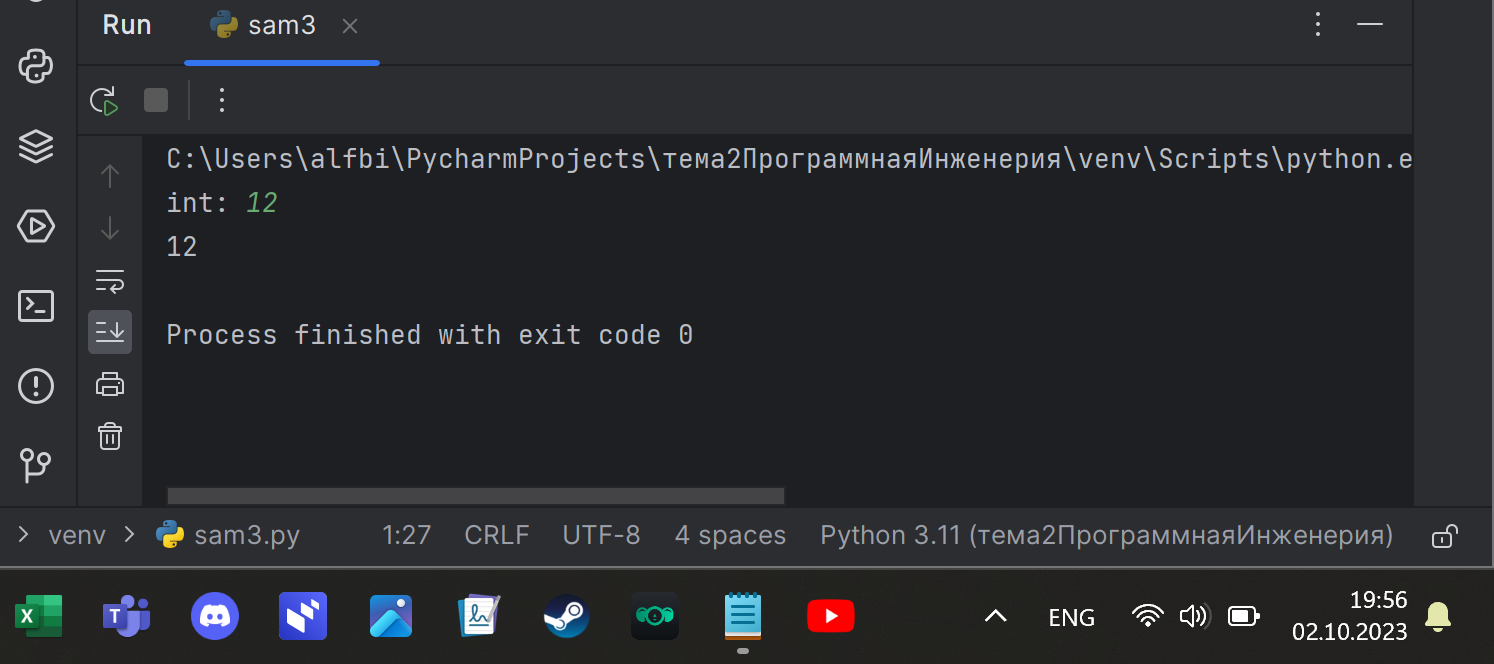 Run sam3
C:\Users\alfbi\PycharmProjects\тема2ПрограммнаяИнженерия\venv\Scripts\python.e
int: 12
12
Process finished with exit code 0
venv sam3.py 1:27 CRLF UTF-8 4 spaces Python 3.11 (тема2ПрограммнаяИнженерия)
ENG
19:56
02.10.2023